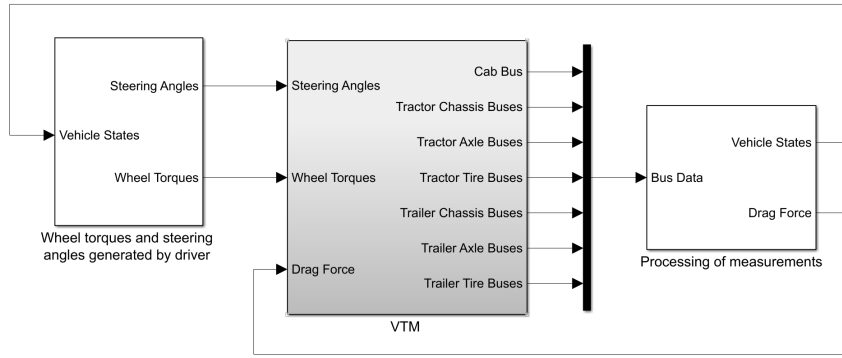 Steering Angles
Vehicle States
Wheel Torques
Wheel torques and steering
angles generated by driver
Steering Angles
Wheel Torques
Drag Force
Cab Bus
Tractor Chassis Buses
Tractor Axle Buses
Tractor Tire Buses
Trailer Chassis Buses
Trailer Axle Buses
Trailer Tire Buses
VTM
Bus Data
Vehicle States
Drag Force
Processing of measurements